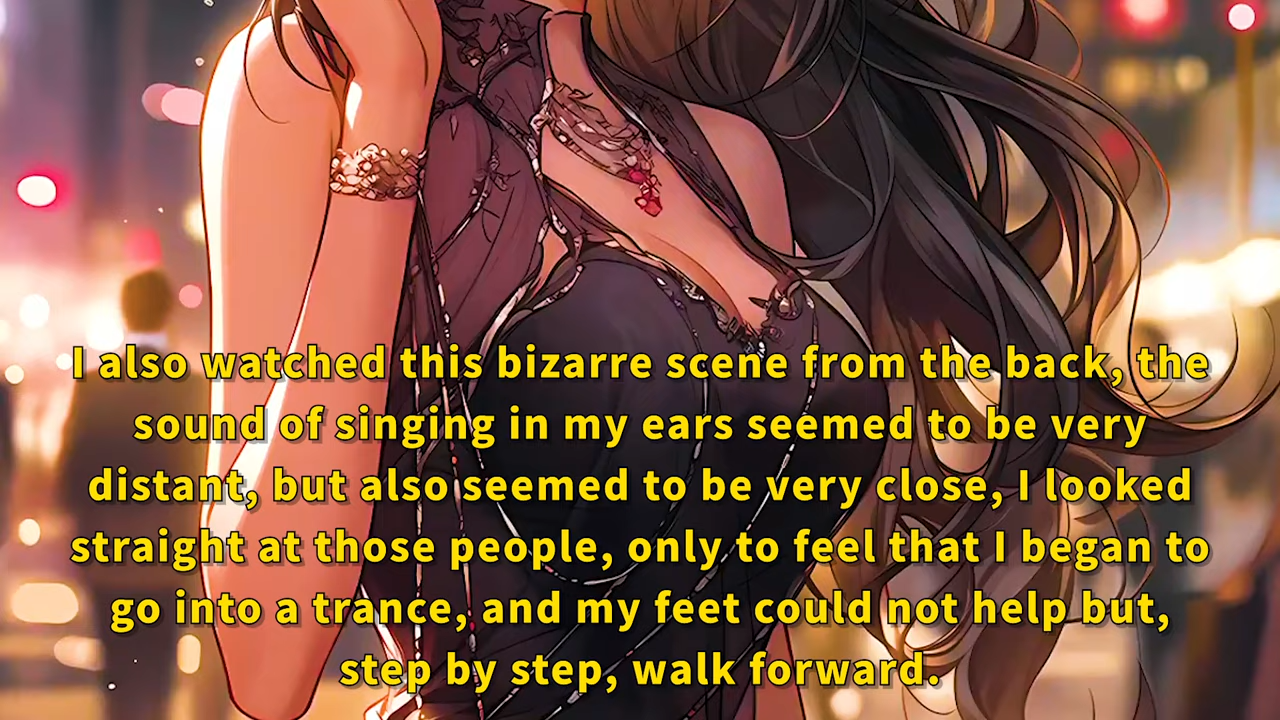 I also watched this bizarre scene from the back, the
sound of singing in my ears seemed to be very
distant, but also seemed to be very close, I looked
straight at those people, only to feel that I began to
go into a trance, and my feet could not help but,
step by step, walk forward.